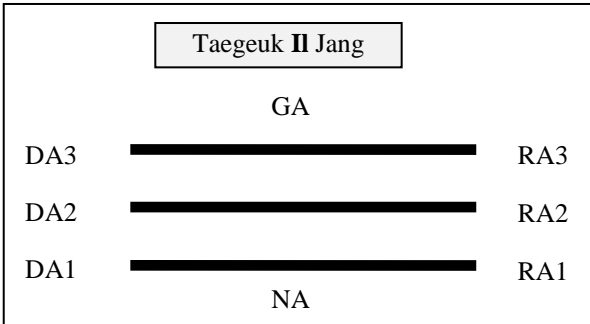 Taegeuk Il Jang
GA
DA3 RA3
DA2 RA2
DA1 RA1
NA